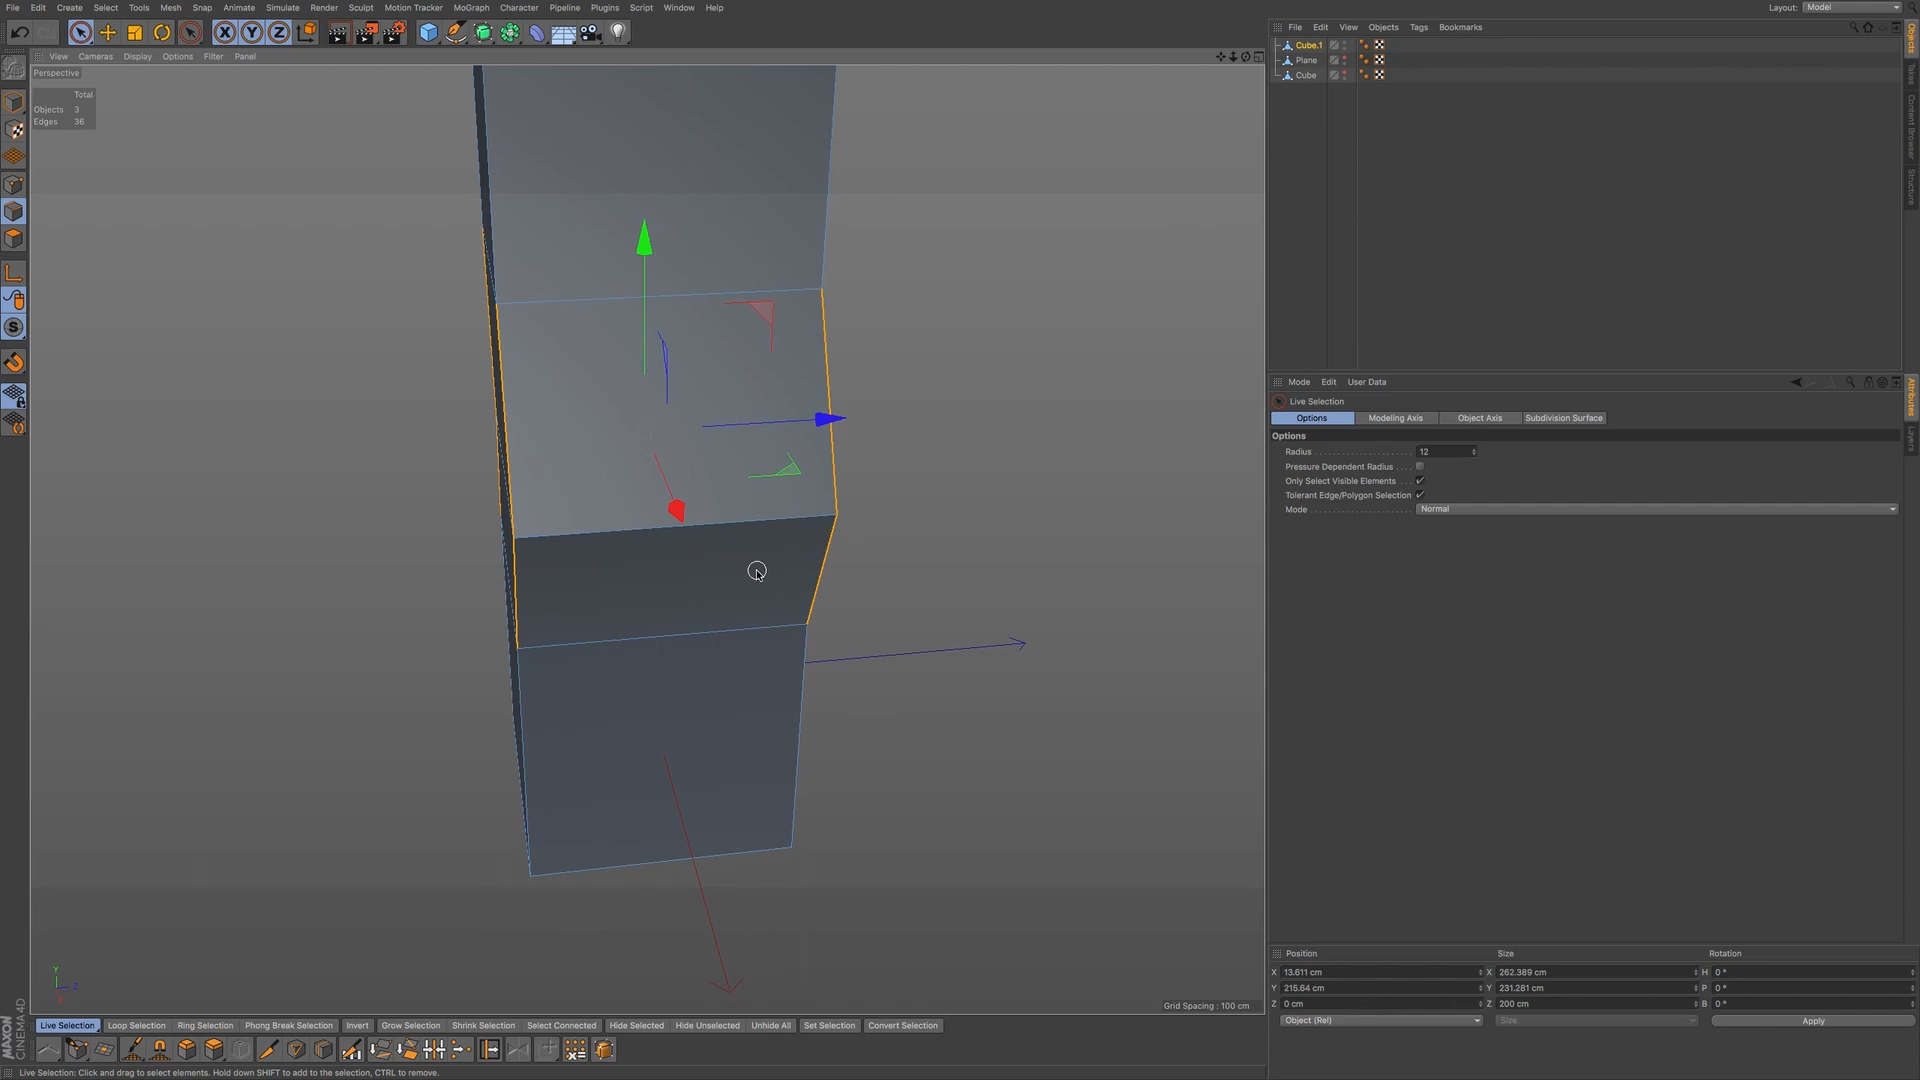 File Edit Create Select Tools Mesh Snap Animate Simulate Render Sculpt Motion Tracker MoGraph Character Pipeline Plugins Script Window Help
Layout: Model
View Cameras Display Options Filter Panel
Perspective
Total
Objects 3
Edges 36
File Edit View Objects Tags Bookmarks
Cube.1
Plane
Cube
Objects
Takes
Content Browser
Structure
Mode Edit User Data
Live Selection
Options Modeling Axis Object Axis Subdivision Surface
Options
Radius 12
Pressure Dependent Radius
Only Select Visible Elements
Tolerant Edge/Polygon Selection
Mode Normal
Attributes
Layers
Y
Z
X
Grid Spacing : 100 cm
Position Size Rotation
X 13.611 cm X 262.389 cm H 0 °
Y 215.64 cm Y 231.281 cm P 0 °
Z 0 cm Z 200 cm B 0 °
Object (Rel) Size Apply
Live Selection Loop Selection Ring Selection Phong Break Selection Invert Grow Selection Shrink Selection Select Connected Hide Selected Hide Unselected Unhide All Set Selection Convert Selection
MAXON
CINEMA 4D
Live Selection: Click and drag to select elements. Hold down SHIFT to add to the selection, CTRL to remove.